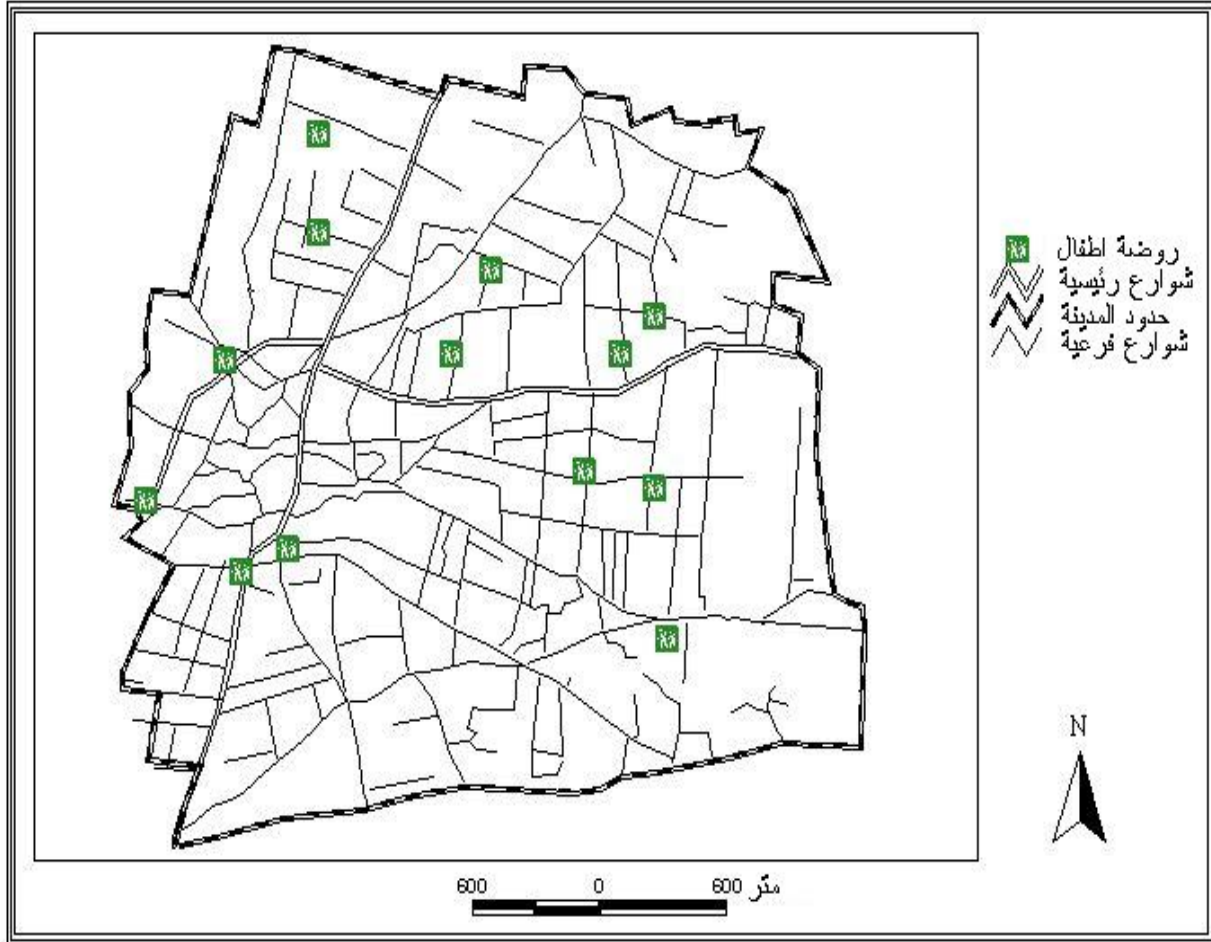 روضة اطفال
شوارع رئيسية
حدود المدينة
شوارع فرعية
N
600 0 600 متر